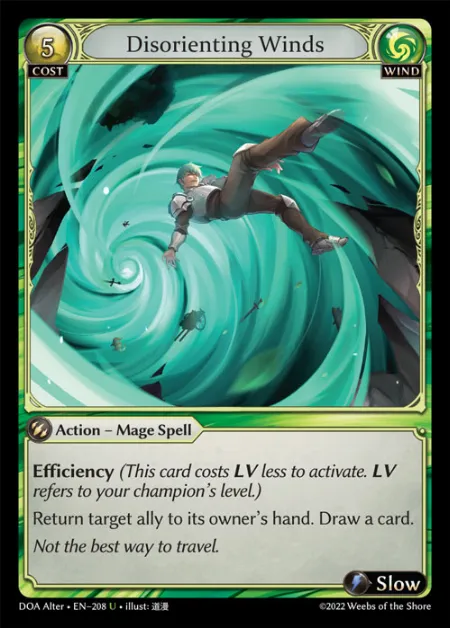 5
Disorienting Winds
COST
WIND
Action – Mage Spell
Efficiency (This card costs LV less to activate. LV
refers to your champion's level.)
Return target ally to its owner's hand. Draw a card.
Not the best way to travel.
Slow
DOA Alter • EN–208 U • illust: 道漫
©2022 Weebs of the Shore